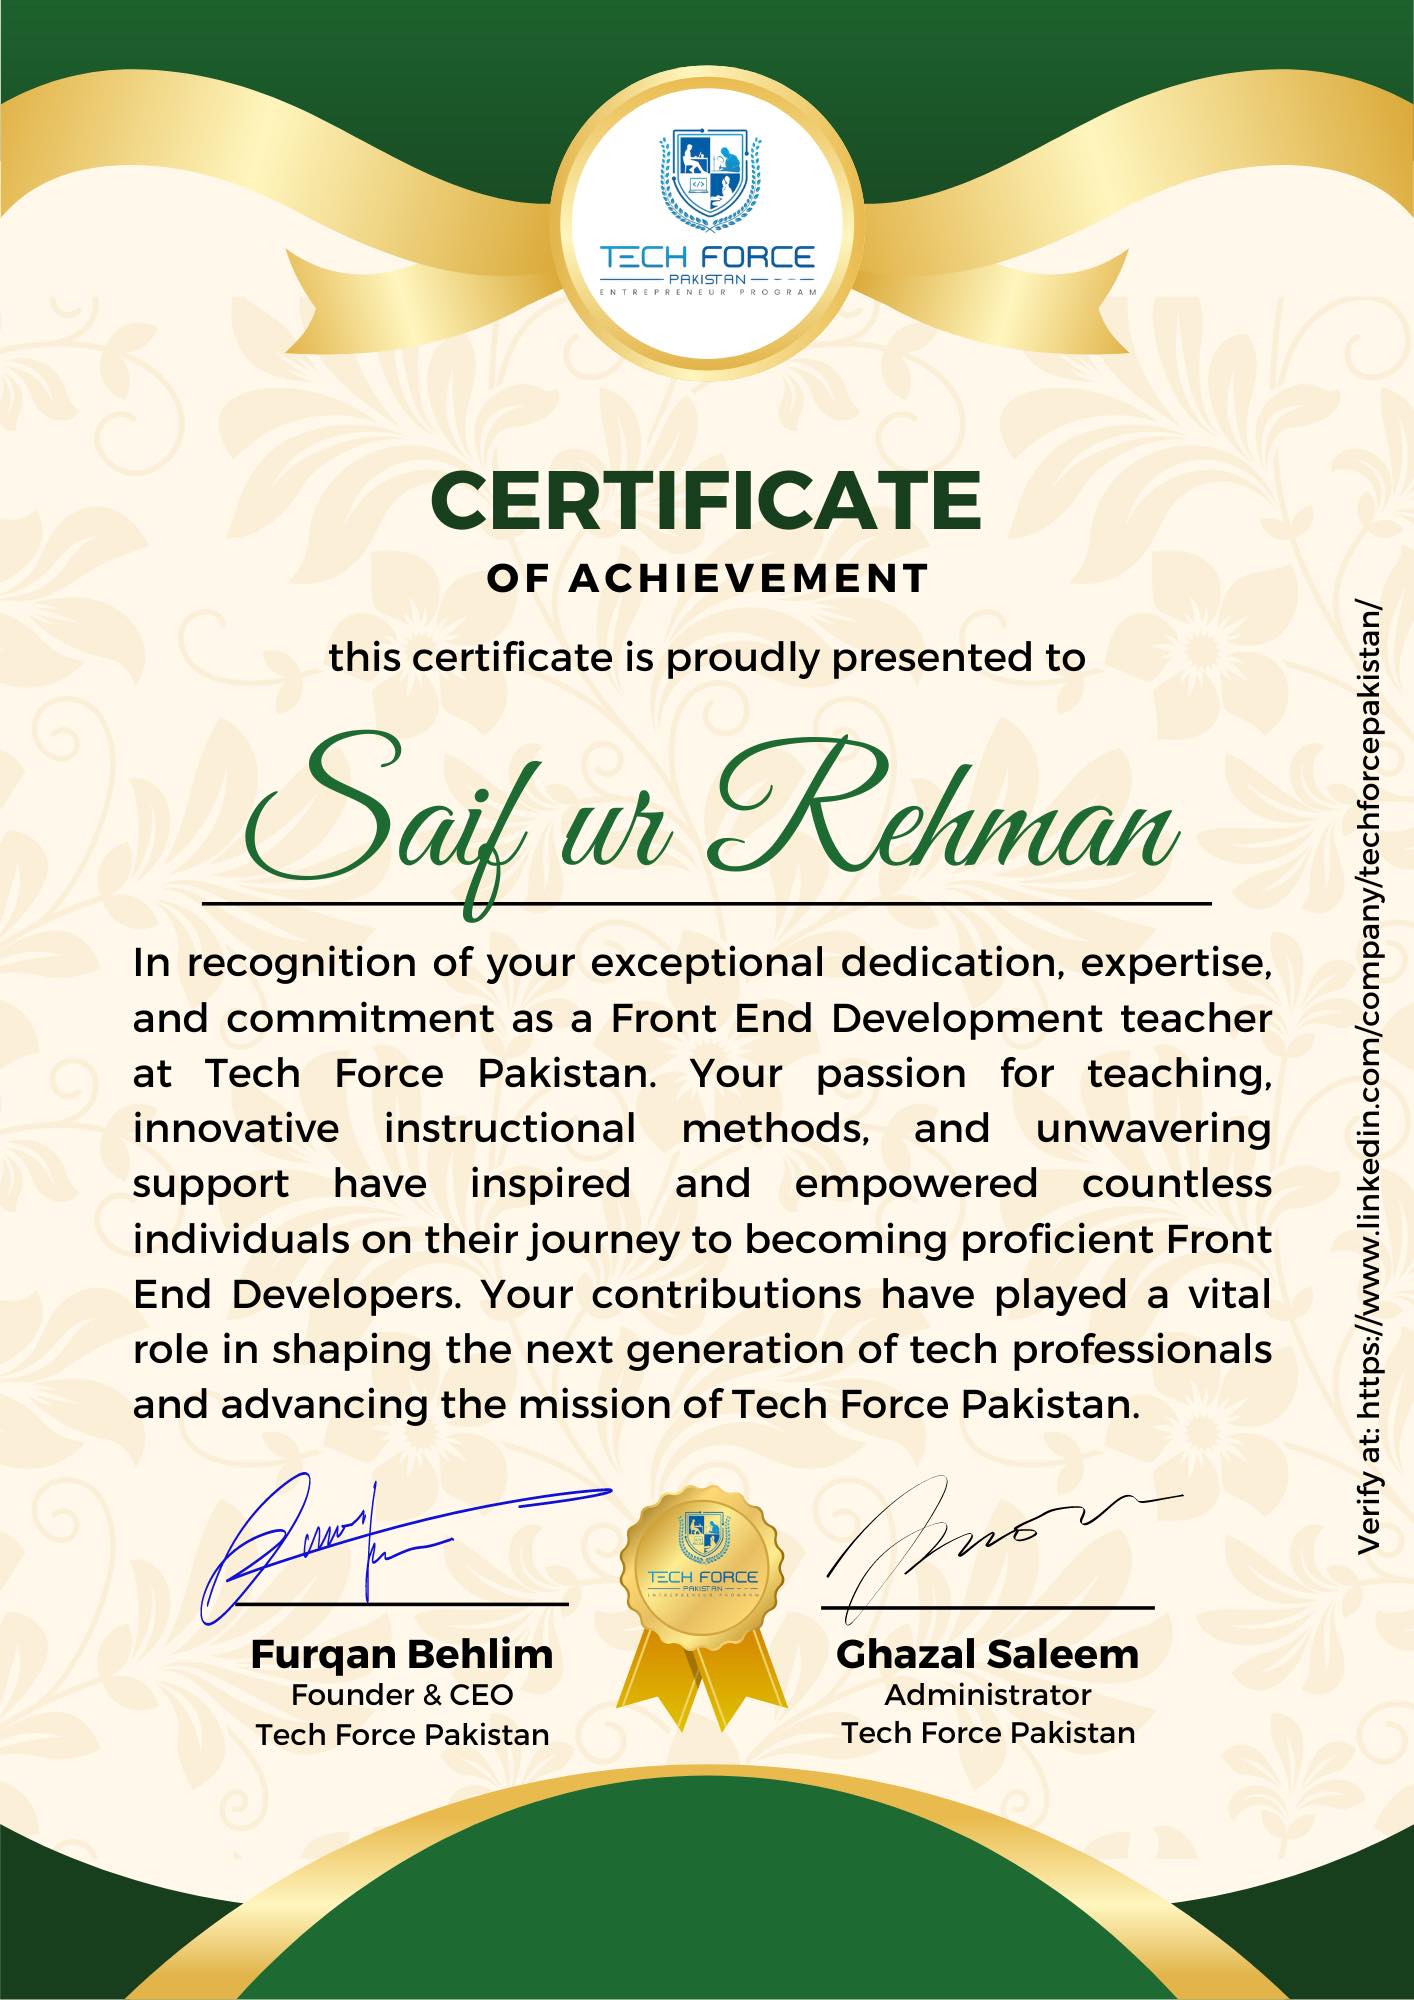 TECH FORCE
PAKISTAN
ENTREPRENEUR PROGRAM
CERTIFICATE
OF ACHIEVEMENT
this certificate is proudly presented to
Saif ur Rehman
In recognition of your exceptional dedication, expertise,
and commitment as a Front End Development teacher
at Tech Force Pakistan. Your passion for teaching,
innovative instructional methods, and unwavering
support have inspired and empowered countless
individuals on their journey to becoming proficient Front
End Developers. Your contributions have played a vital
role in shaping the next generation of tech professionals
and advancing the mission of Tech Force Pakistan.
Furqan Behlim
Founder & CEO
Tech Force Pakistan
TECH FORCE
PAKISTAN
ENTREPRENEUR PROGRAM
Ghazal Saleem
Administrator
Tech Force Pakistan
Verify at: https://www.linkedin.com/company/techforcepakistan/